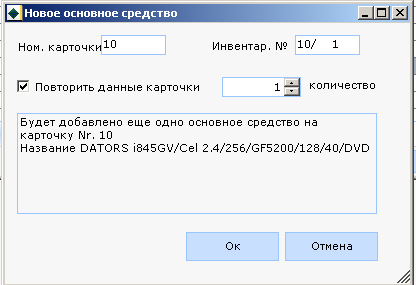 Новое основное средство
Ном. карточки 10 Инвентар. № 10/ 1
Повторить данные карточки 1 количество
Будет добавлено еще одно основное средство на
карточку Nr. 10
Название DATORS i845GV/Cel 2.4/256/GF5200/128/40/DVD
Ок Отмена